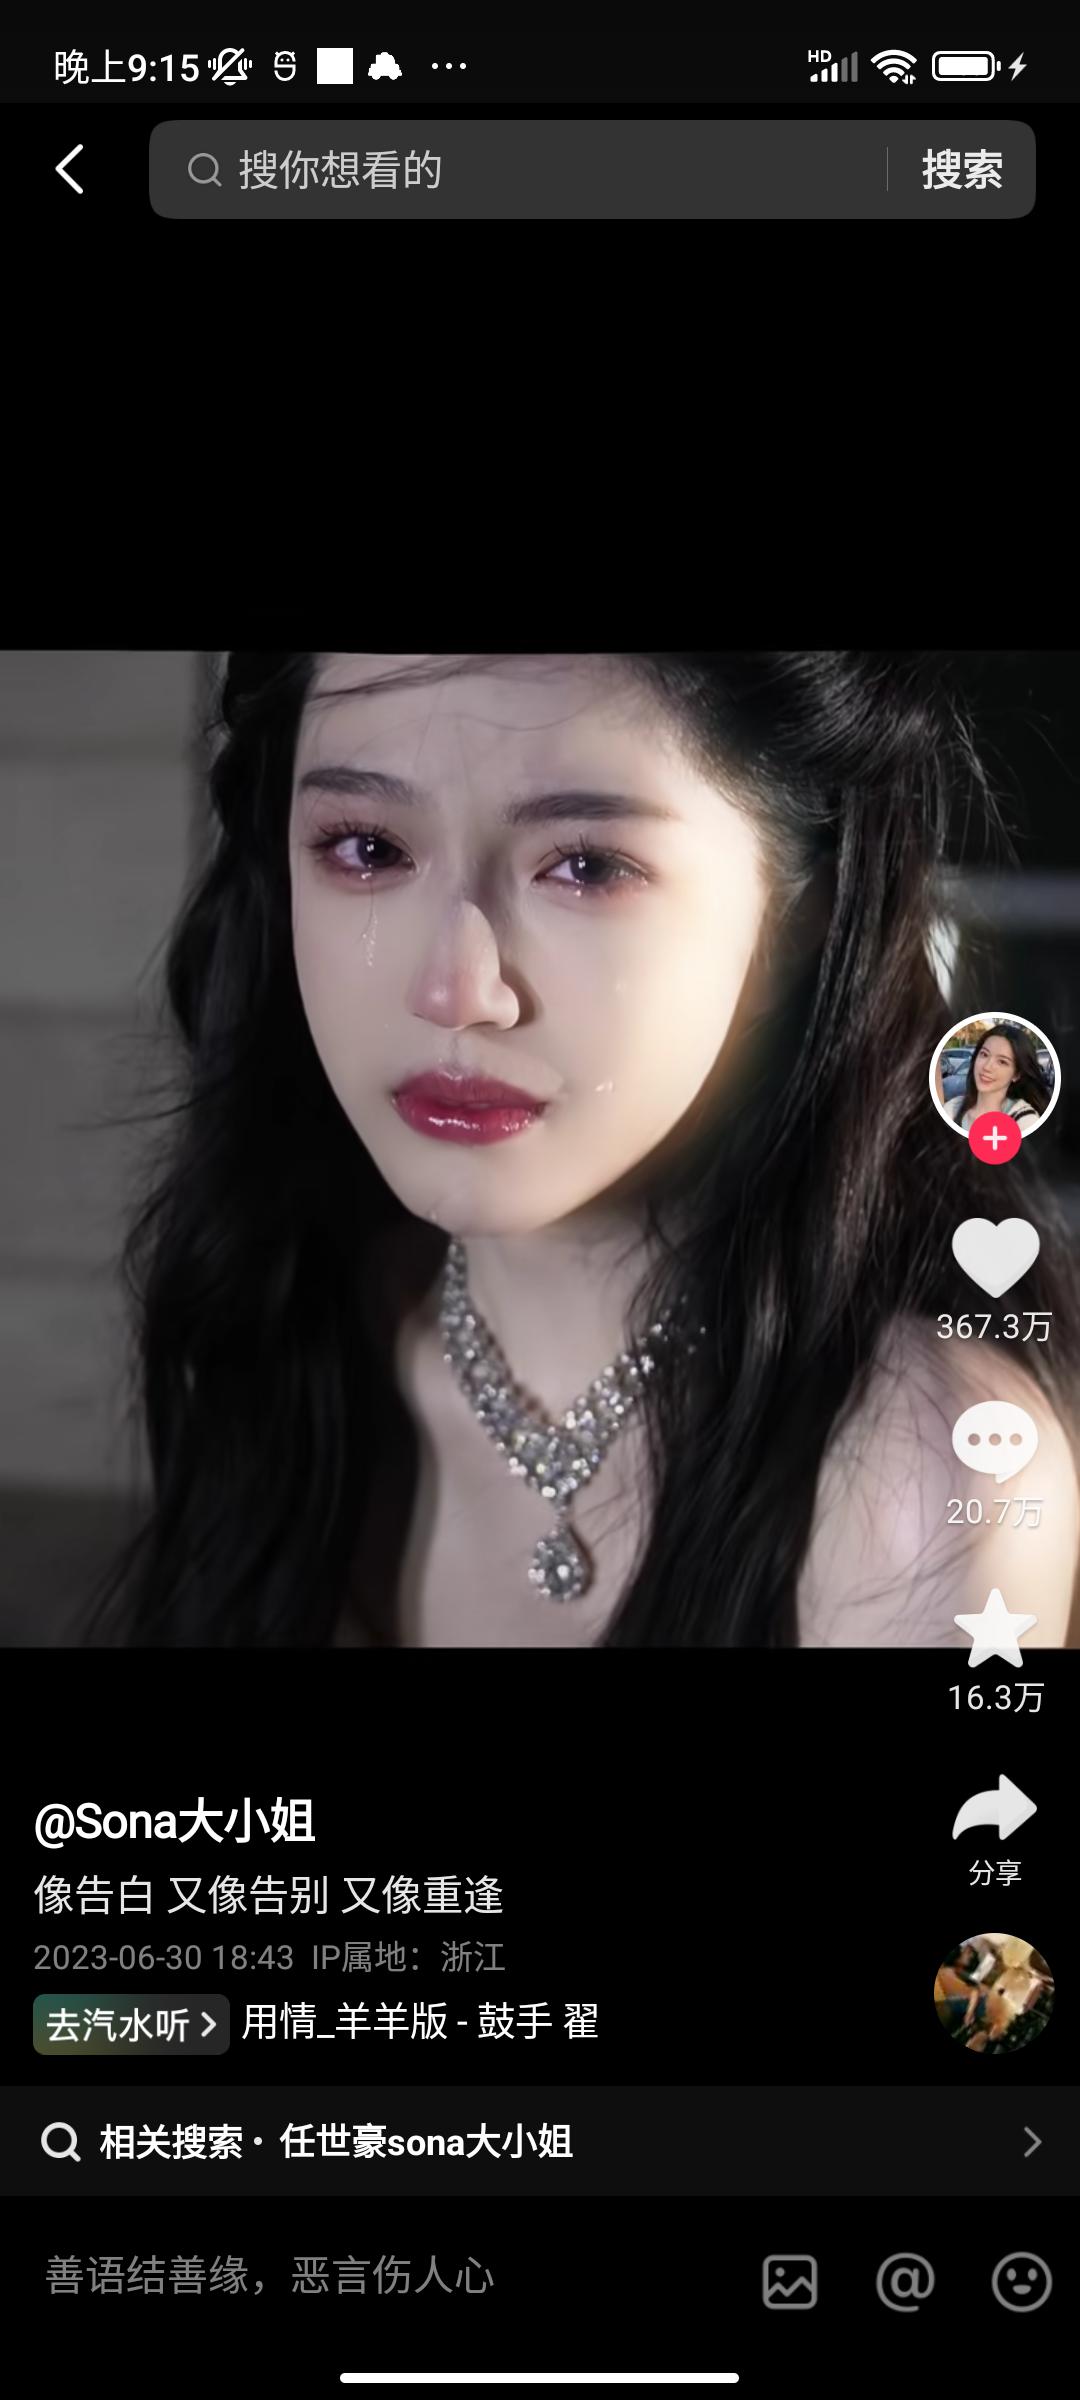 晚上9:15
HD
搜你想看的
搜索
367.3万
20.7万
16.3万
分享
@Sona大小姐
像告白 又像告别 又像重逢
2023-06-30 18:43 IP属地：浙江
去汽水听 用情_羊羊版 - 鼓手 翟
相关搜索· 任世豪sona大小姐
善语结善缘，恶言伤人心